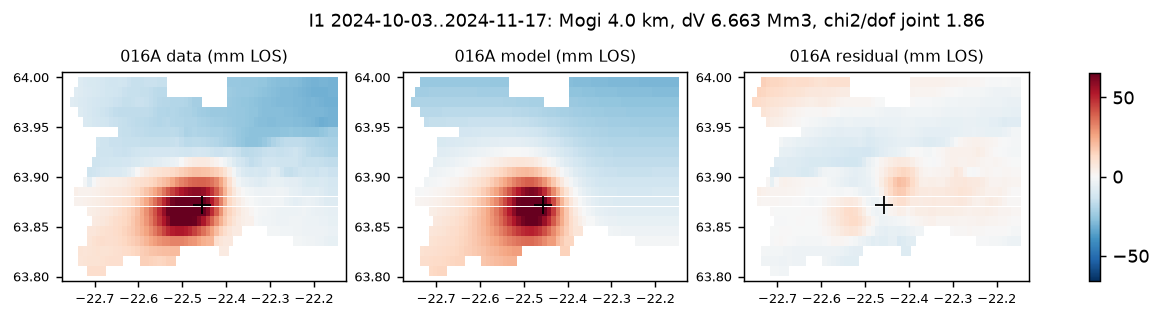 I1 2024-10-03..2024-11-17: Mogi 4.0 km, dV 6.663 Mm3, chi2/dof joint 1.86
016A data (mm LOS)
016A model (mm LOS)
016A residual (mm LOS)
64.00
63.95
63.90
63.85
63.80
−22.7 −22.6 −22.5 −22.4 −22.3 −22.2
64.00
63.95
63.90
63.85
63.80
−22.7 −22.6 −22.5 −22.4 −22.3 −22.2
64.00
63.95
63.90
63.85
63.80
−22.7 −22.6 −22.5 −22.4 −22.3 −22.2
50
0
−50